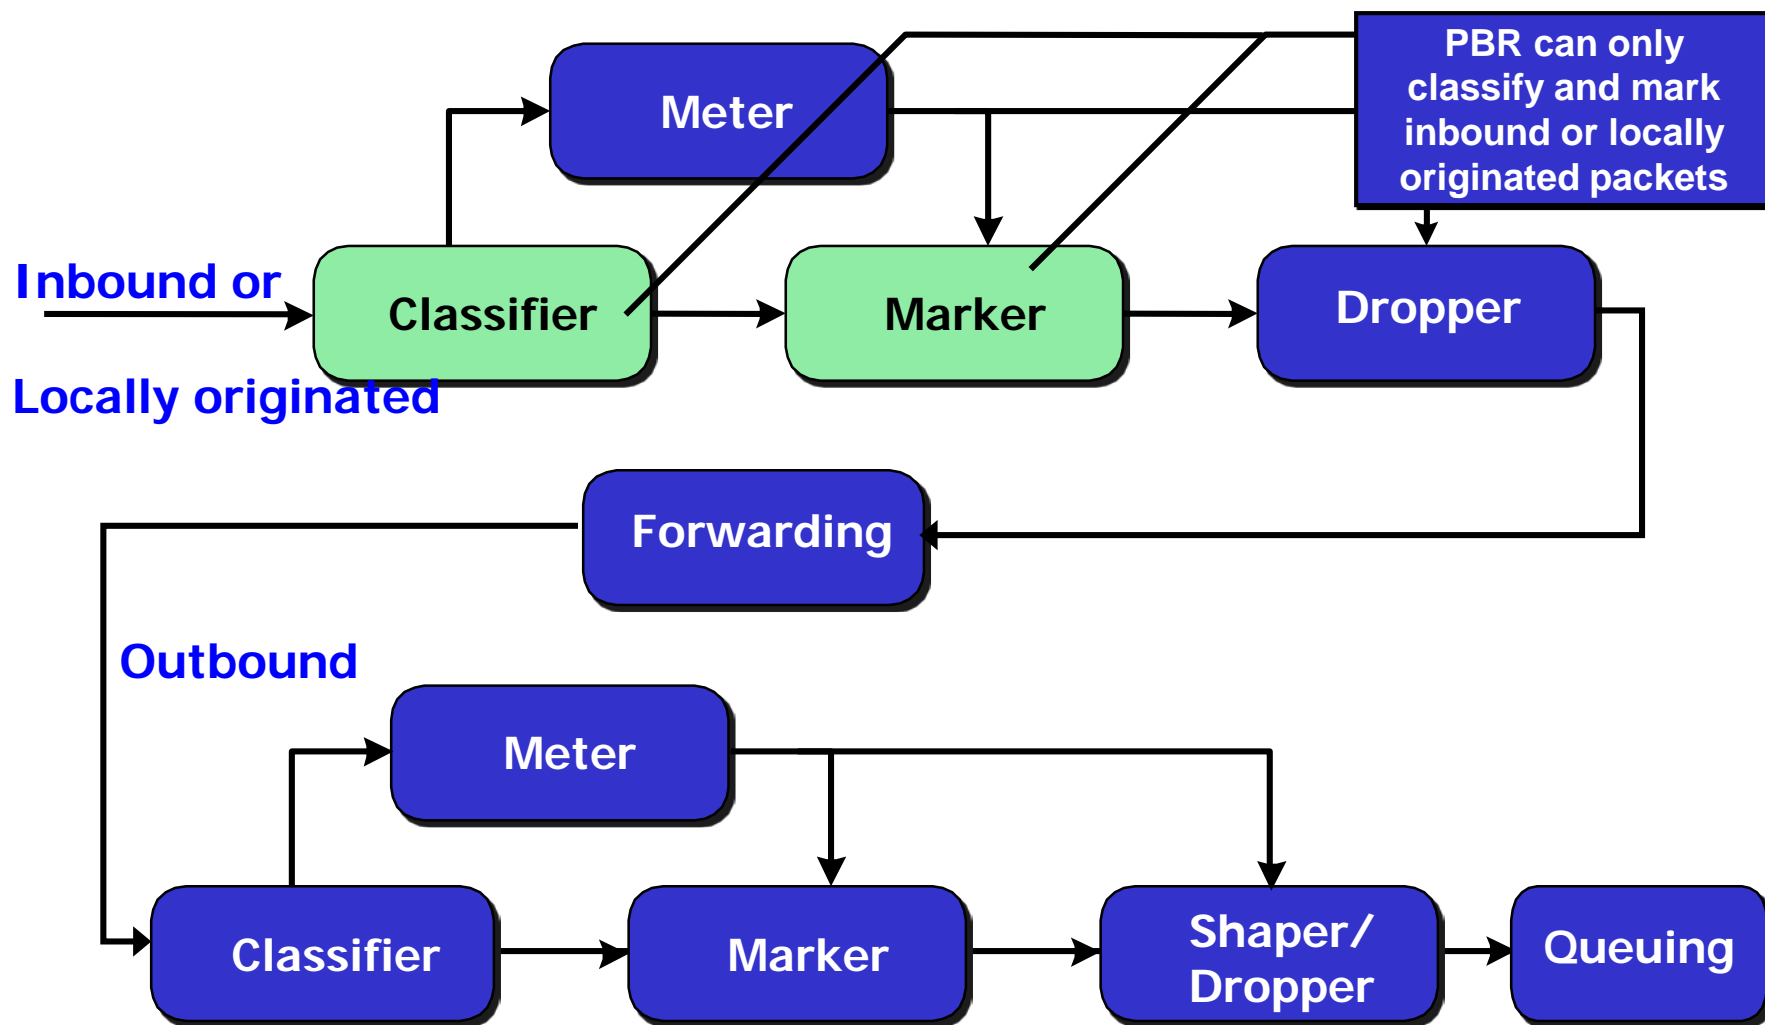 PBR can only
classify and mark
inbound or locally
originated packets
Meter
Inbound or
Classifier
Marker
Dropper
Locally originated
Forwarding
Outbound
Meter
Classifier
Marker
Shaper/
Dropper
Queuing